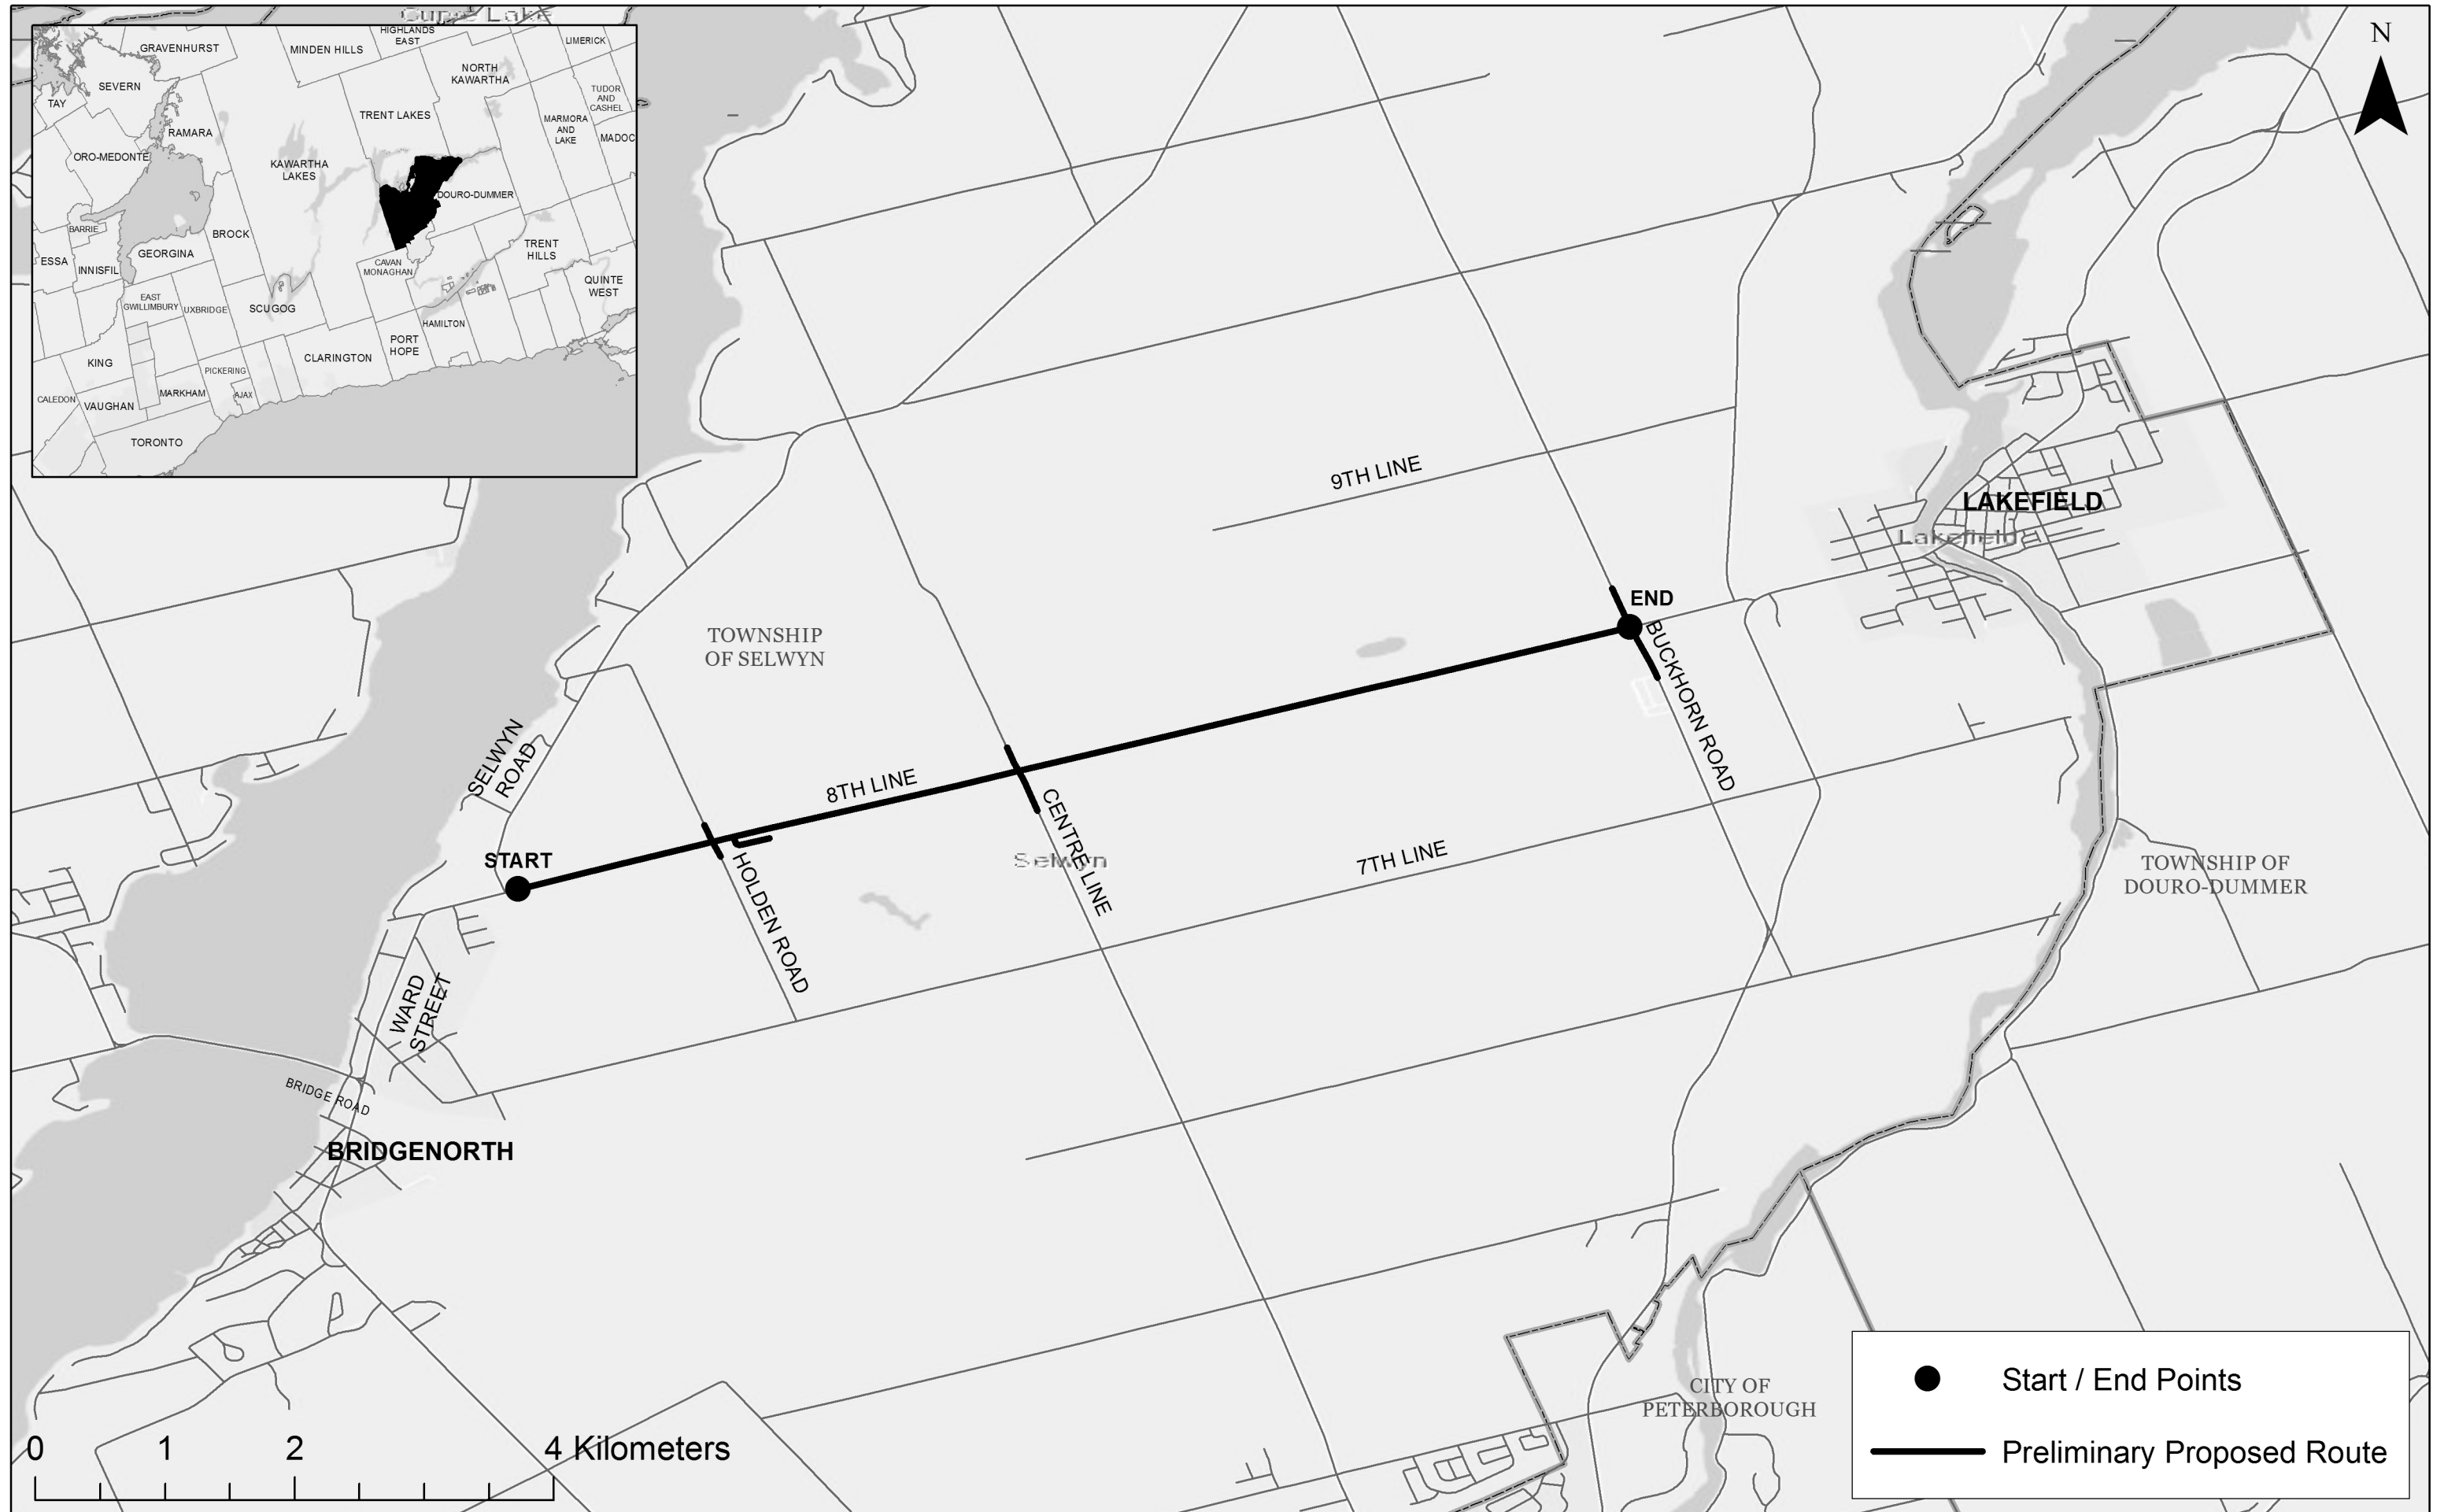 Curve Lake
GRAVENHURST
MINDEN HILLS
HIGHLANDS
EAST
LIMERICK
SEVERN
NORTH
KAWARTHA
TAY
TUDOR
AND
CASHEL
TRENT LAKES
MARMORA
AND
LAKE
RAMARA
MADOC
ORO-MEDONTE
KAWARTHA
LAKES
DOURO-DUMMER
BARRIE
BROCK
TRENT
HILLS
ESSA
INNISFIL
GEORGINA
CAVAN
MONAGHAN
QUINTE
WEST
EAST
GWILLIMBURY
UXBRIDGE
SCUGOG
HAMILTON
PORT
HOPE
KING
CLARINGTON
PICKERING
CALEDON
VAUGHAN
MARKHAM
AJAX
TORONTO
N
9TH LINE
LAKEFIELD
Lakefield
END
TOWNSHIP
OF SELWYN
BUCKHORN ROAD
SELWYN
ROAD
8TH LINE
CENTRE LINE
START
Selwyn
7TH LINE
HOLDEN ROAD
TOWNSHIP OF
DOURO-DUMMER
WARD
STREET
BRIDGE ROAD
BRIDGENORTH
CITY OF
PETERBOROUGH
Start / End Points
Preliminary Proposed Route
0 1 2 4 Kilometers